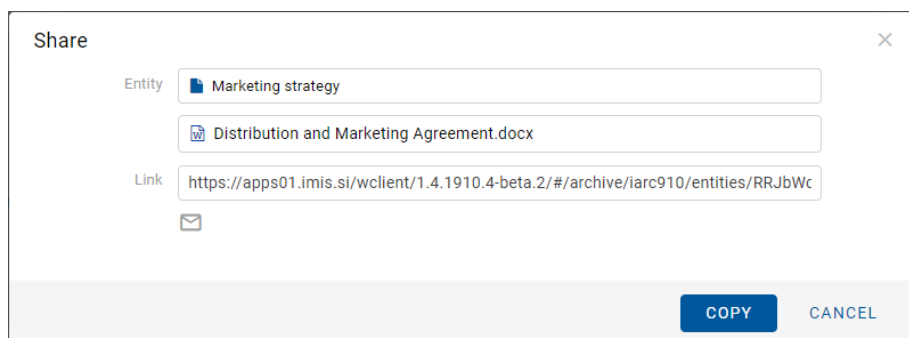 Share
Entity Marketing strategy
Distribution and Marketing Agreement.docx
Link https://apps01.imis.si/wclient/1.4.1910.4-beta.2/#/archive/iarc910/entities/RRJbWc
COPY CANCEL